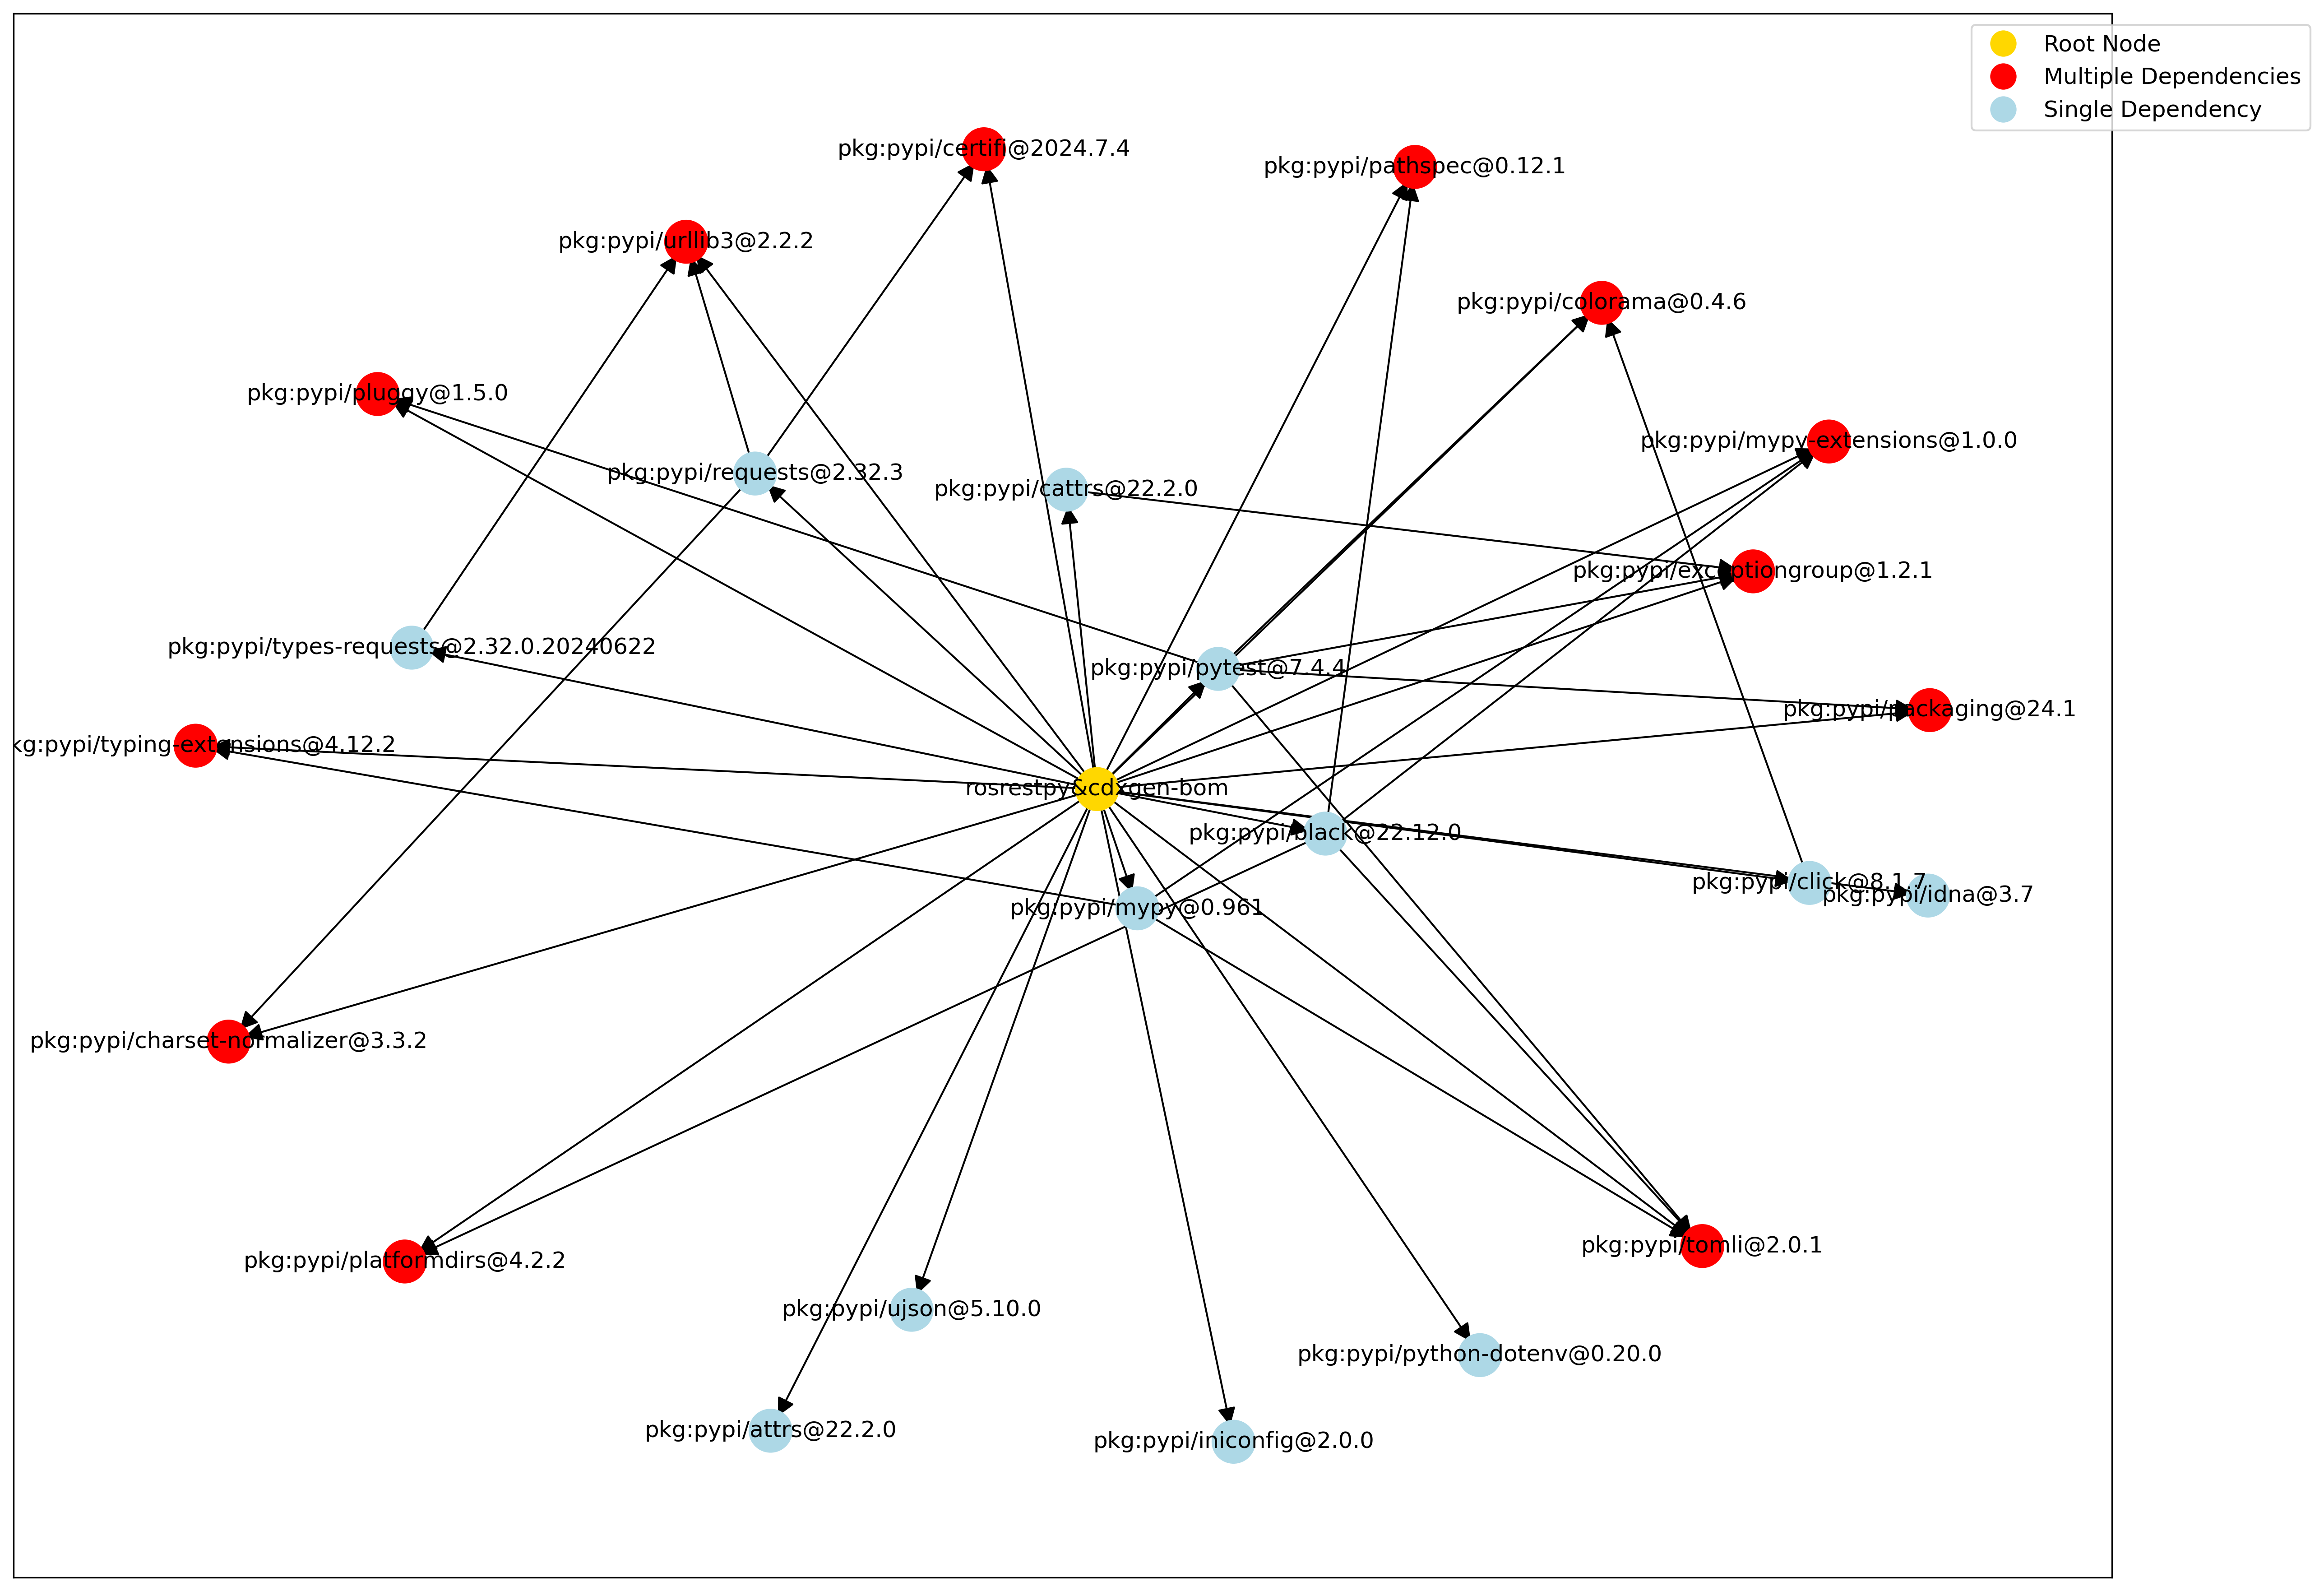 Root Node
Multiple Dependencies
Single Dependency
pkg:pypi/certifi@2024.7.4
pkg:pypi/pathspec@0.12.1
pkg:pypi/urllib3@2.2.2
pkg:pypi/colorama@0.4.6
pkg:pypi/pluggy@1.5.0
pkg:pypi/mypy-extensions@1.0.0
pkg:pypi/requests@2.32.3
pkg:pypi/cattrs@22.2.0
pkg:pypi/exceptiongroup@1.2.1
pkg:pypi/types-requests@2.32.0.20240622
pkg:pypi/pytest@7.4.4
pkg:pypi/packaging@24.1
kg:pypi/typing-extensions@4.12.2
rosrestpy&cdxgen-bom
pkg:pypi/black@22.12.0
pkg:pypi/click@8.1.7
pkg:pypi/idna@3.7
pkg:pypi/mypy@0.961
pkg:pypi/charset-normalizer@3.3.2
pkg:pypi/tomli@2.0.1
pkg:pypi/platformdirs@4.2.2
pkg:pypi/ujson@5.10.0
pkg:pypi/python-dotenv@0.20.0
pkg:pypi/attrs@22.2.0
pkg:pypi/iniconfig@2.0.0